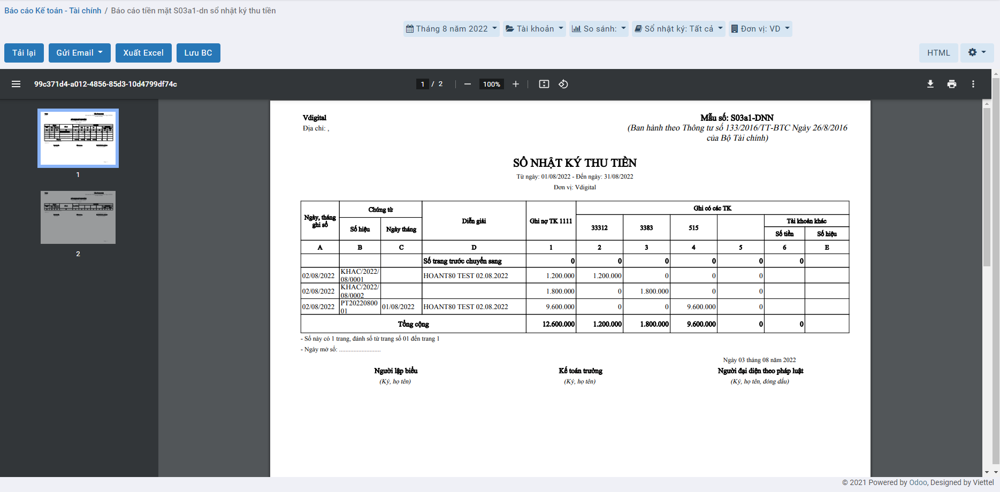 Báo cáo Kế toán - Tài chính / Báo cáo tiền mặt S03a1-dn sổ nhật ký thu tiền
Tháng 8 năm 2022 Tài khoản So sánh: Sổ nhật ký: Tất cả Đơn vị: VD
Tải lại Gửi Email Xuất Excel Lưu BC HTML
99c371d4-a012-4856-85d3-10d4799df74c 1 / 2 100%
1
2
Vdigital
Địa chỉ: ,
Mẫu số: S03a1-DNN
(Ban hành theo Thông tư số 133/2016/TT-BTC Ngày 26/8/2016
của Bộ Tài chính)
SỔ NHẬT KÝ THU TIỀN
Từ ngày: 01/08/2022 - Đến ngày: 31/08/2022
Đơn vị: Vdigital
Ngày, tháng ghi sổ Chứng từ Diễn giải Ghi nợ TK 1111 Ghi có các TK
Số hiệu Ngày tháng 33312 3383 515 Tài khoản khác
Số tiền Số hiệu
A B C D 1 2 3 4 5 6 E
Số trang trước chuyển sang 0 0 0 0 0 0
02/08/2022 KHAC/2022/08/0001 HOANT80 TEST 02.08.2022 1.200.000 1.200.000 0 0 0
02/08/2022 KHAC/2022/08/0002 1.800.000 0 1.800.000 0 0
02/08/2022 PT2022080001 01/08/2022 HOANT80 TEST 02.08.2022 9.600.000 0 0 9.600.000 0
Tổng cộng 12.600.000 1.200.000 1.800.000 9.600.000 0 0
- Sổ này có 1 trang, đánh số từ trang số 01 đến trang 1
- Ngày mở sổ: ..........................
Ngày 03 tháng 08 năm 2022
Người lập biểu Kế toán trưởng Người đại diện theo pháp luật
(Ký, họ tên) (Ký, họ tên) (Ký, họ tên, đóng dấu)
© 2021 Powered by Odoo, Designed by Viettel